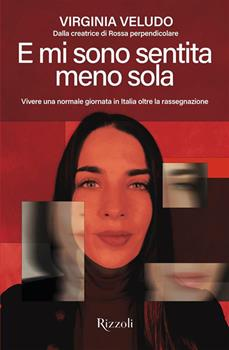 VIRGINIA VELUDO
Dalla creatrice di Rossa perpendicolare
E mi sono sentita
meno sola
Vivere una normale giornata in Italia oltre la rassegnazione
Rizzoli